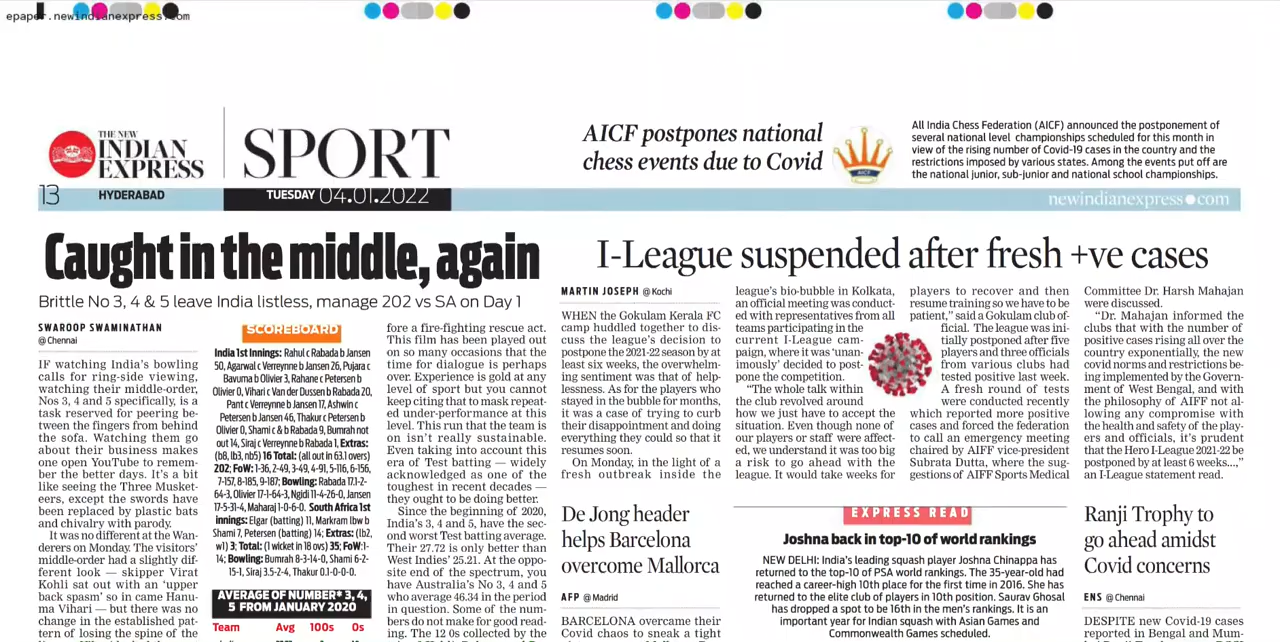 epaper.newindianexpress.com
THE NEW
INDIAN
EXPRESS
SPORT
AICF postpones national
chess events due to Covid
AICF
All India Chess Federation (AICF) announced the postponement of
several national level championships scheduled for this month in
view of the rising number of Covid-19 cases in the country and the
restrictions imposed by various states. Among the events put off are
the national junior, sub-junior and national school championships.
13
HYDERABAD
TUESDAY 04.01.2022
newindianexpress●com
Caught in the middle, again
Brittle No 3, 4 & 5 leave India listless, manage 202 vs SA on Day 1
SWAROOP SWAMINATHAN
@ Chennai
IF watching India's bowling
calls for ring-side viewing,
watching their middle-order,
Nos 3, 4 and 5 specifically, is a
task reserved for peering be-
tween the fingers from behind
the sofa. Watching them go
about their business makes
one open YouTube to remem-
ber the better days. It's a bit
like seeing the Three Musket-
eers, except the swords have
been replaced by plastic bats
and chivalry with parody.
It was no different at the Wan-
derers on Monday. The visitors'
middle-order had a slightly dif-
ferent look — skipper Virat
Kohli sat out with an 'upper
back spasm' so in came Hanu-
ma Vihari — but there was no
change in the established pat-
tern of losing the spine of the
SCOREBOARD
India 1st Innings: Rahul c Rabada b Jansen
50, Agarwal c Verreynne b Jansen 26, Pujara c
Bavuma b Olivier 3, Rahane c Petersen b
Olivier 0, Vihari c Van der Dussen b Rabada 20,
Pant c Verreynne b Jansen 17, Ashwin c
Petersen b Jansen 46, Thakur c Petersen b
Olivier 0, Shami c & b Rabada 9, Bumrah not
out 14, Siraj c Verreynne b Rabada 1, Extras:
(b8, lb3, nb5) 16 Total: (all out in 63.1 overs)
202; FoW: 1-36, 2-49, 3-49, 4-91, 5-116, 6-156,
7-157, 8-185, 9-187; Bowling: Rabada 17.1-2-
64-3, Olivier 17-1-64-3, Ngidi 11-4-26-0, Jansen
17-5-31-4, Maharaj 1-0-6-0. South Africa 1st
innings: Elgar (batting) 11, Markram lbw b
Shami 7, Petersen (batting) 14; Extras: (lb2,
w1) 3; Total: (1 wicket in 18 ovs) 35; FoW:1-
14; Bowling: Bumrah 8-3-14-0, Shami 6-2-
15-1, Siraj 3.5-2-4, Thakur 0.1-0-0-0.
AVERAGE OF NUMBER* 3, 4,
5 FROM JANUARY 2020
Team Avg 100s 0s
fore a fire-fighting rescue act.
This film has been played out
on so many occasions that the
time for dialogue is perhaps
over. Experience is gold at any
level of sport but you cannot
keep citing that to mask repeat-
ed under-performance at this
level. This run that the team is
on isn't really sustainable.
Even taking into account this
era of Test batting — widely
acknowledged as one of the
toughest in recent decades —
they ought to be doing better.
Since the beginning of 2020,
India's 3, 4 and 5, have the sec-
ond worst Test batting average.
Their 27.72 is only better than
West Indies' 25.21. At the oppo-
site end of the spectrum, you
have Australia's No 3, 4 and 5
who average 46.34 in the period
in question. Some of the num-
bers do not make for good read-
ing. The 12 0s collected by the
I-League suspended after fresh +ve cases
MARTIN JOSEPH @ Kochi
WHEN the Gokulam Kerala FC
camp huddled together to dis-
cuss the league's decision to
postpone the 2021-22 season by at
least six weeks, the overwhelm-
ing sentiment was that of help-
lessness. As for the players who
stayed in the bubble for months,
it was a case of trying to curb
their disappointment and doing
everything they could so that it
resumes soon.
On Monday, in the light of a
fresh outbreak inside the
league's bio-bubble in Kolkata,
an official meeting was conduct-
ed with representatives from all
teams participating in the
current I-League cam-
paign, where it was 'unan-
imously' decided to post-
pone the competition.
"The whole talk within
the club revolved around
how we just have to accept the
situation. Even though none of
our players or staff were affect-
ed, we understand it was too big
a risk to go ahead with the
league. It would take weeks for
players to recover and then
resume training so we have to be
patient," said a Gokulam club of-
ficial. The league was ini-
tially postponed after five
players and three officials
from various clubs had
tested positive last week.
A fresh round of tests
were conducted recently
which reported more positive
cases and forced the federation
to call an emergency meeting
chaired by AIFF vice-president
Subrata Dutta, where the sug-
gestions of AIFF Sports Medical
Committee Dr. Harsh Mahajan
were discussed.
"Dr. Mahajan informed the
clubs that with the number of
positive cases rising all over the
country exponentially, the new
covid norms and restrictions be-
ing implemented by the Govern-
ment of West Bengal, and with
the philosophy of AIFF not al-
lowing any compromise with
the health and safety of the play-
ers and officials, it's prudent
that the Hero I-League 2021-22 be
postponed by at least 6 weeks...,"
an I-League statement read.
De Jong header
helps Barcelona
overcome Mallorca
AFP @ Madrid
BARCELONA overcame their
Covid chaos to sneak a tight
EXPRESS READ
Joshna back in top-10 of world rankings
NEW DELHI: India's leading squash player Joshna Chinappa has
returned to the top-10 of PSA world rankings. The 35-year-old had
reached a career-high 10th place for the first time in 2016. She has
returned to the elite club of players in 10th position. Saurav Ghosal
has dropped a spot to be 16th in the men's rankings. It is an
important year for Indian squash with Asian Games and
Commonwealth Games scheduled.
Ranji Trophy to
go ahead amidst
Covid concerns
ENS @ Chennai
DESPITE new Covid-19 cases
reported in Bengal and Mum-